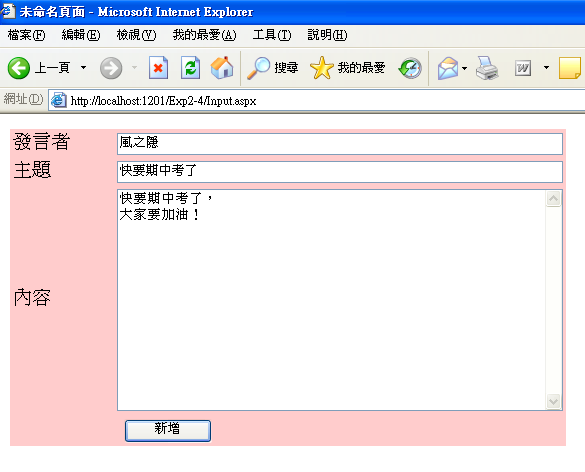 未命名頁面 - Microsoft Internet Explorer
檔案(F) 編輯(E) 檢視(V) 我的最愛(A) 工具(T) 說明(H)
上一頁 搜尋 我的最愛
網址(D) http://localhost:1201/Exp2-4/Input.aspx
發言者 風之隱
主題 快要期中考了
快要期中考了，
大家要加油！
內容
新增